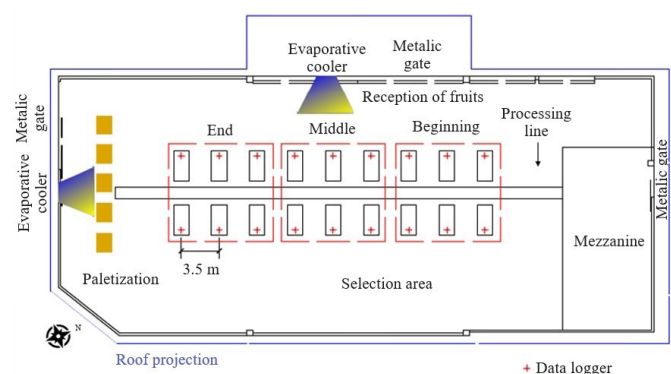 Evaporative
cooler
Metalic
gate
Reception of fruits
Processing
line
Metalic
gate
Evaporative
cooler
End
Middle
Beginning
Metalic gate
Mezzanine
3.5 m
Paletization
Selection area
N
Roof projection
+ Data logger